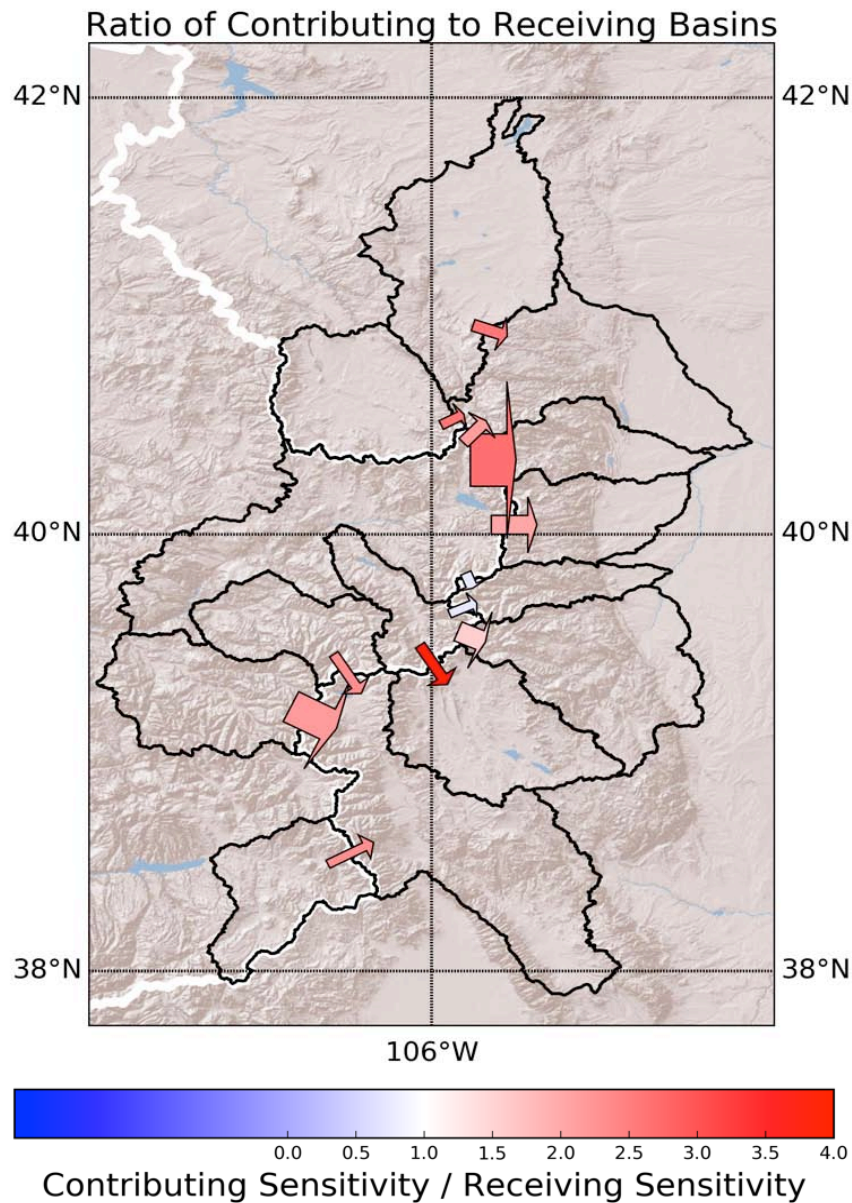 Ratio of Contributing to Receiving Basins
42°N 42°N
40°N 40°N
38°N 38°N
106°W
0.0 0.5 1.0 1.5 2.0 2.5 3.0 3.5 4.0
Contributing Sensitivity / Receiving Sensitivity